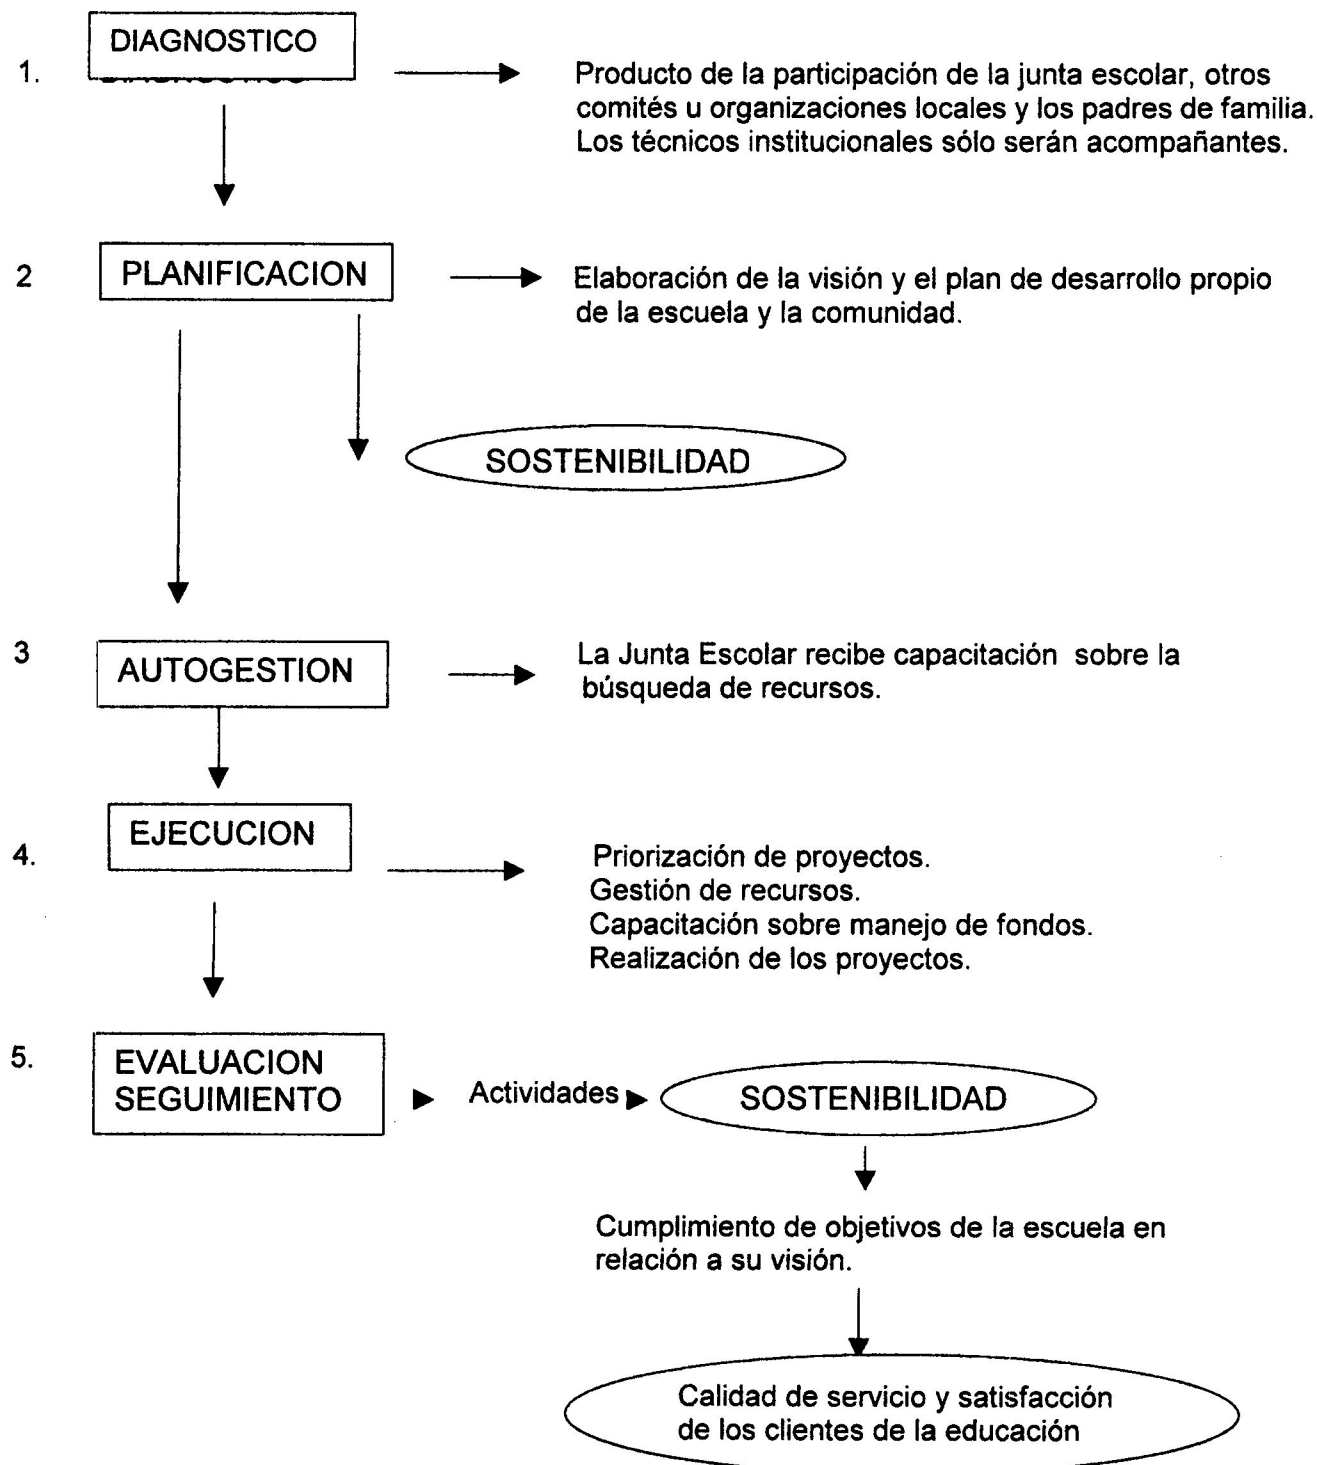 DIAGNOSTICO
1.
Producto de la participación de la junta escolar, otros
comités u organizaciones locales y los padres de familia.
Los técnicos institucionales sólo serán acompañantes.
2
PLANIFICACION
Elaboración de la visión y el plan de desarrollo propio
de la escuela y la comunidad.
SOSTENIBILIDAD
3
AUTOGESTION
La Junta Escolar recibe capacitación sobre la
búsqueda de recursos.
EJECUCION
4.
Priorización de proyectos.
Gestión de recursos.
Capacitación sobre manejo de fondos.
Realización de los proyectos.
5.
EVALUACION
SEGUIMIENTO
Actividades
SOSTENIBILIDAD
Cumplimiento de objetivos de la escuela en
relación a su visión.
Calidad de servicio y satisfacción
de los clientes de la educación